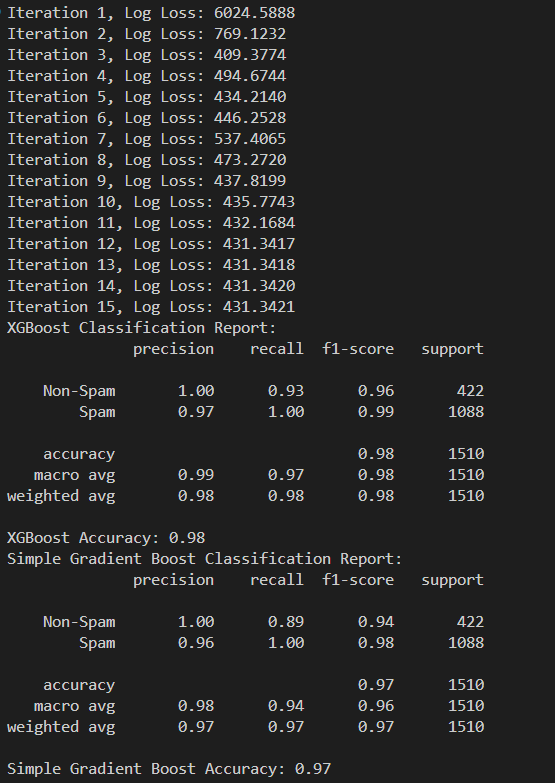 Iteration 1, Log Loss: 6024.5888
Iteration 2, Log Loss: 769.1232
Iteration 3, Log Loss: 409.3774
Iteration 4, Log Loss: 494.6744
Iteration 5, Log Loss: 434.2140
Iteration 6, Log Loss: 446.2528
Iteration 7, Log Loss: 537.4065
Iteration 8, Log Loss: 473.2720
Iteration 9, Log Loss: 437.8199
Iteration 10, Log Loss: 435.7743
Iteration 11, Log Loss: 432.1684
Iteration 12, Log Loss: 431.3417
Iteration 13, Log Loss: 431.3418
Iteration 14, Log Loss: 431.3420
Iteration 15, Log Loss: 431.3421
XGBoost Classification Report:
precision recall f1-score support
Non-Spam 1.00 0.93 0.96 422
Spam 0.97 1.00 0.99 1088
accuracy 0.98 1510
macro avg 0.99 0.97 0.98 1510
weighted avg 0.98 0.98 0.98 1510
XGBoost Accuracy: 0.98
Simple Gradient Boost Classification Report:
precision recall f1-score support
Non-Spam 1.00 0.89 0.94 422
Spam 0.96 1.00 0.98 1088
accuracy 0.97 1510
macro avg 0.98 0.94 0.96 1510
weighted avg 0.97 0.97 0.97 1510
Simple Gradient Boost Accuracy: 0.97